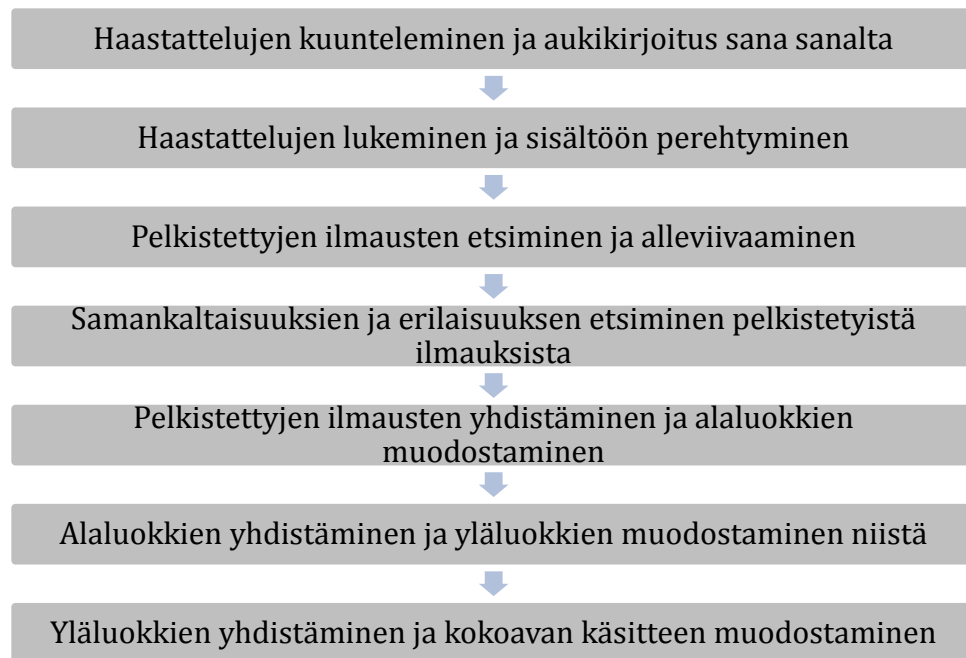 Haastattelujen kuunteleminen ja aukikirjoitus sana sanalta
Haastattelujen lukeminen ja sisältöön perehtyminen
Pelkistettyjen ilmausten etsiminen ja alleviivaaminen
Samankaltaisuuksien ja erilaisuuksen etsiminen pelkistetyistä
ilmauksista
Pelkistettyjen ilmausten yhdistäminen ja alaluokkien
muodostaminen
Alaluokkien yhdistäminen ja yläluokkien muodostaminen niistä
Yläluokkien yhdistäminen ja kokoavan käsitteen muodostaminen